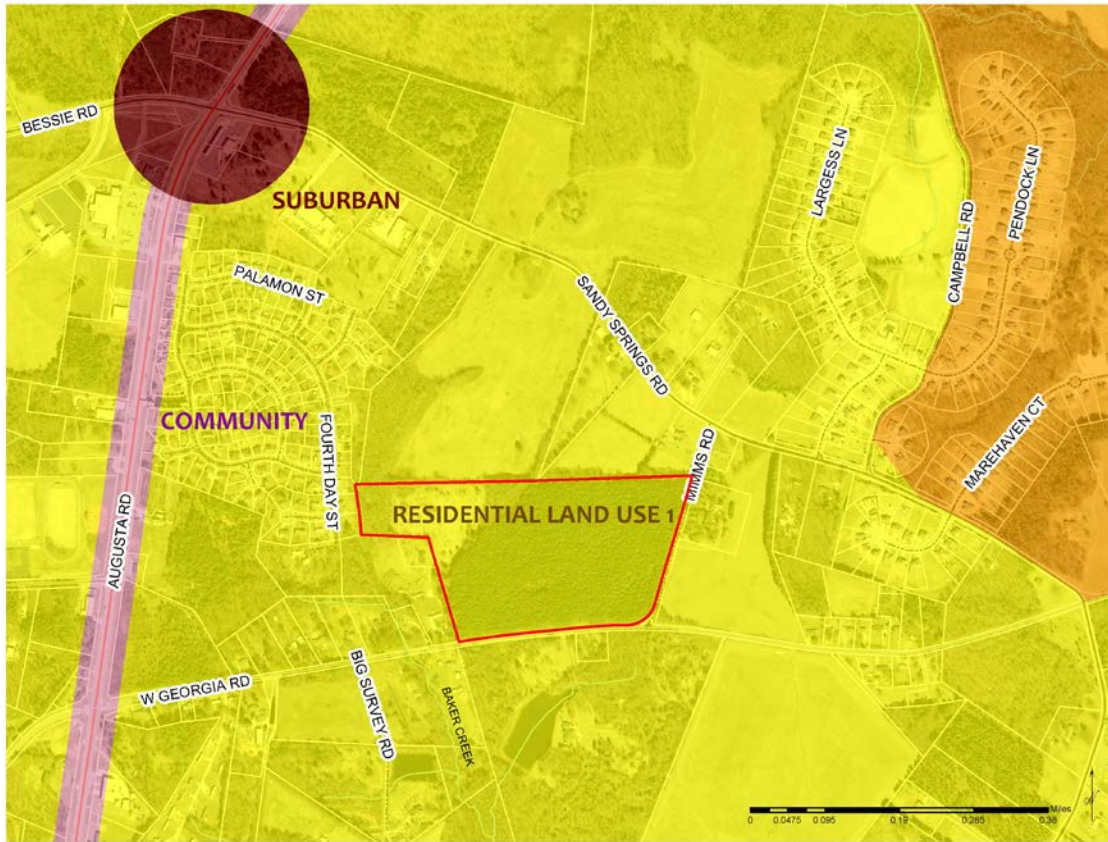 BESSIE RD
SUBURBAN
PALAMON ST
LARGESS LN
PENDOCK LN
CAMPBELL RD
SANDY SPRINGS RD
COMMUNITY
FOURTH DAY ST
MIMMS RD
MAREHAVEN CT
RESIDENTIAL LAND USE 1
AUGUSTA RD
W GEORGIA RD
BIG SURVEY RD
BAKER CREEK
Miles
0 0.0475 0.095 0.19 0.285 0.38